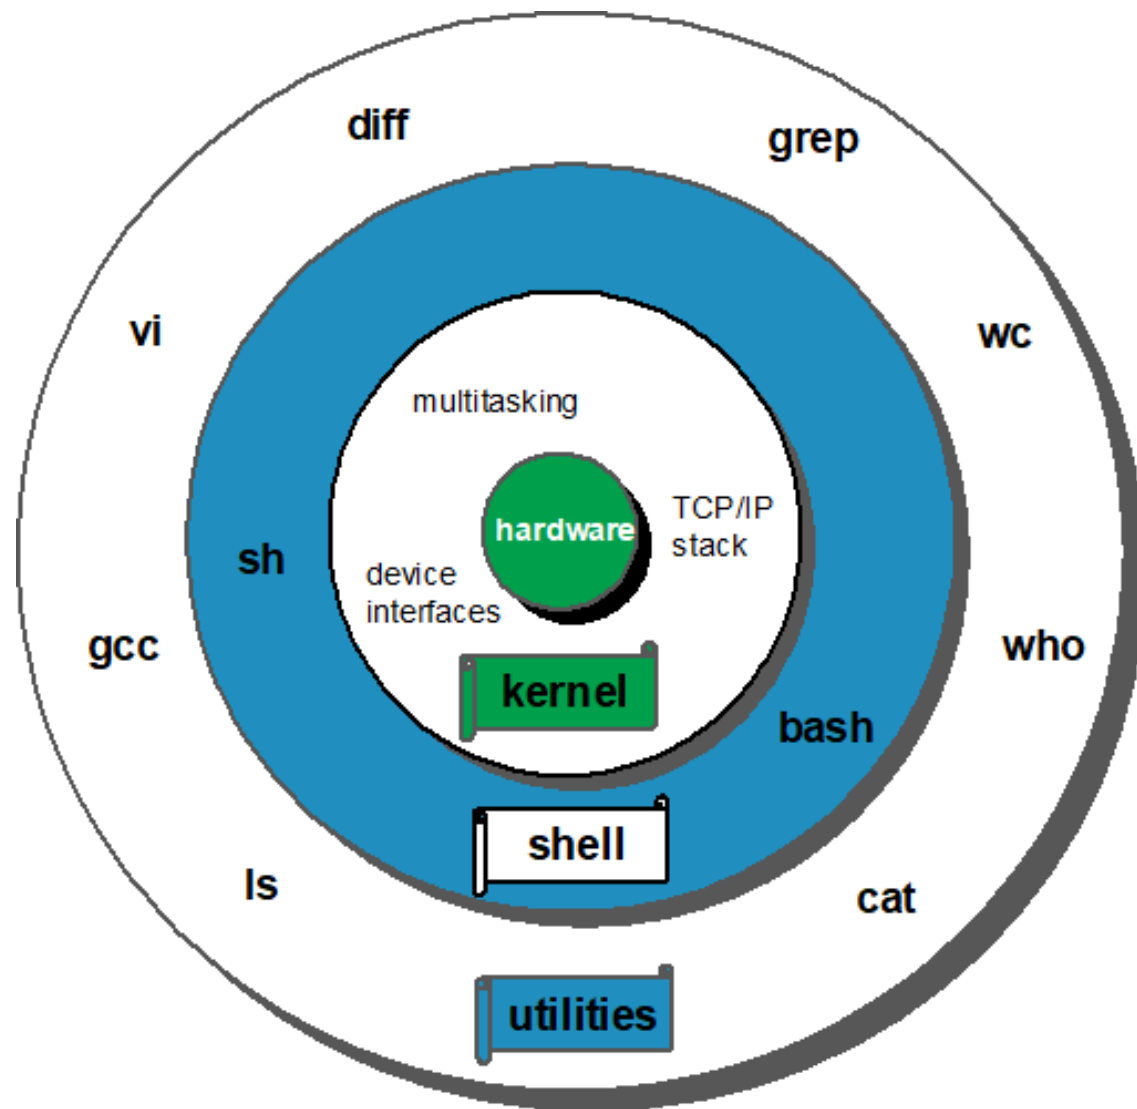 diff
grep
vi
wc
multitasking
hardware
TCP/IP
stack
sh
device
interfaces
gcc
who
kernel
bash
shell
ls
cat
utilities